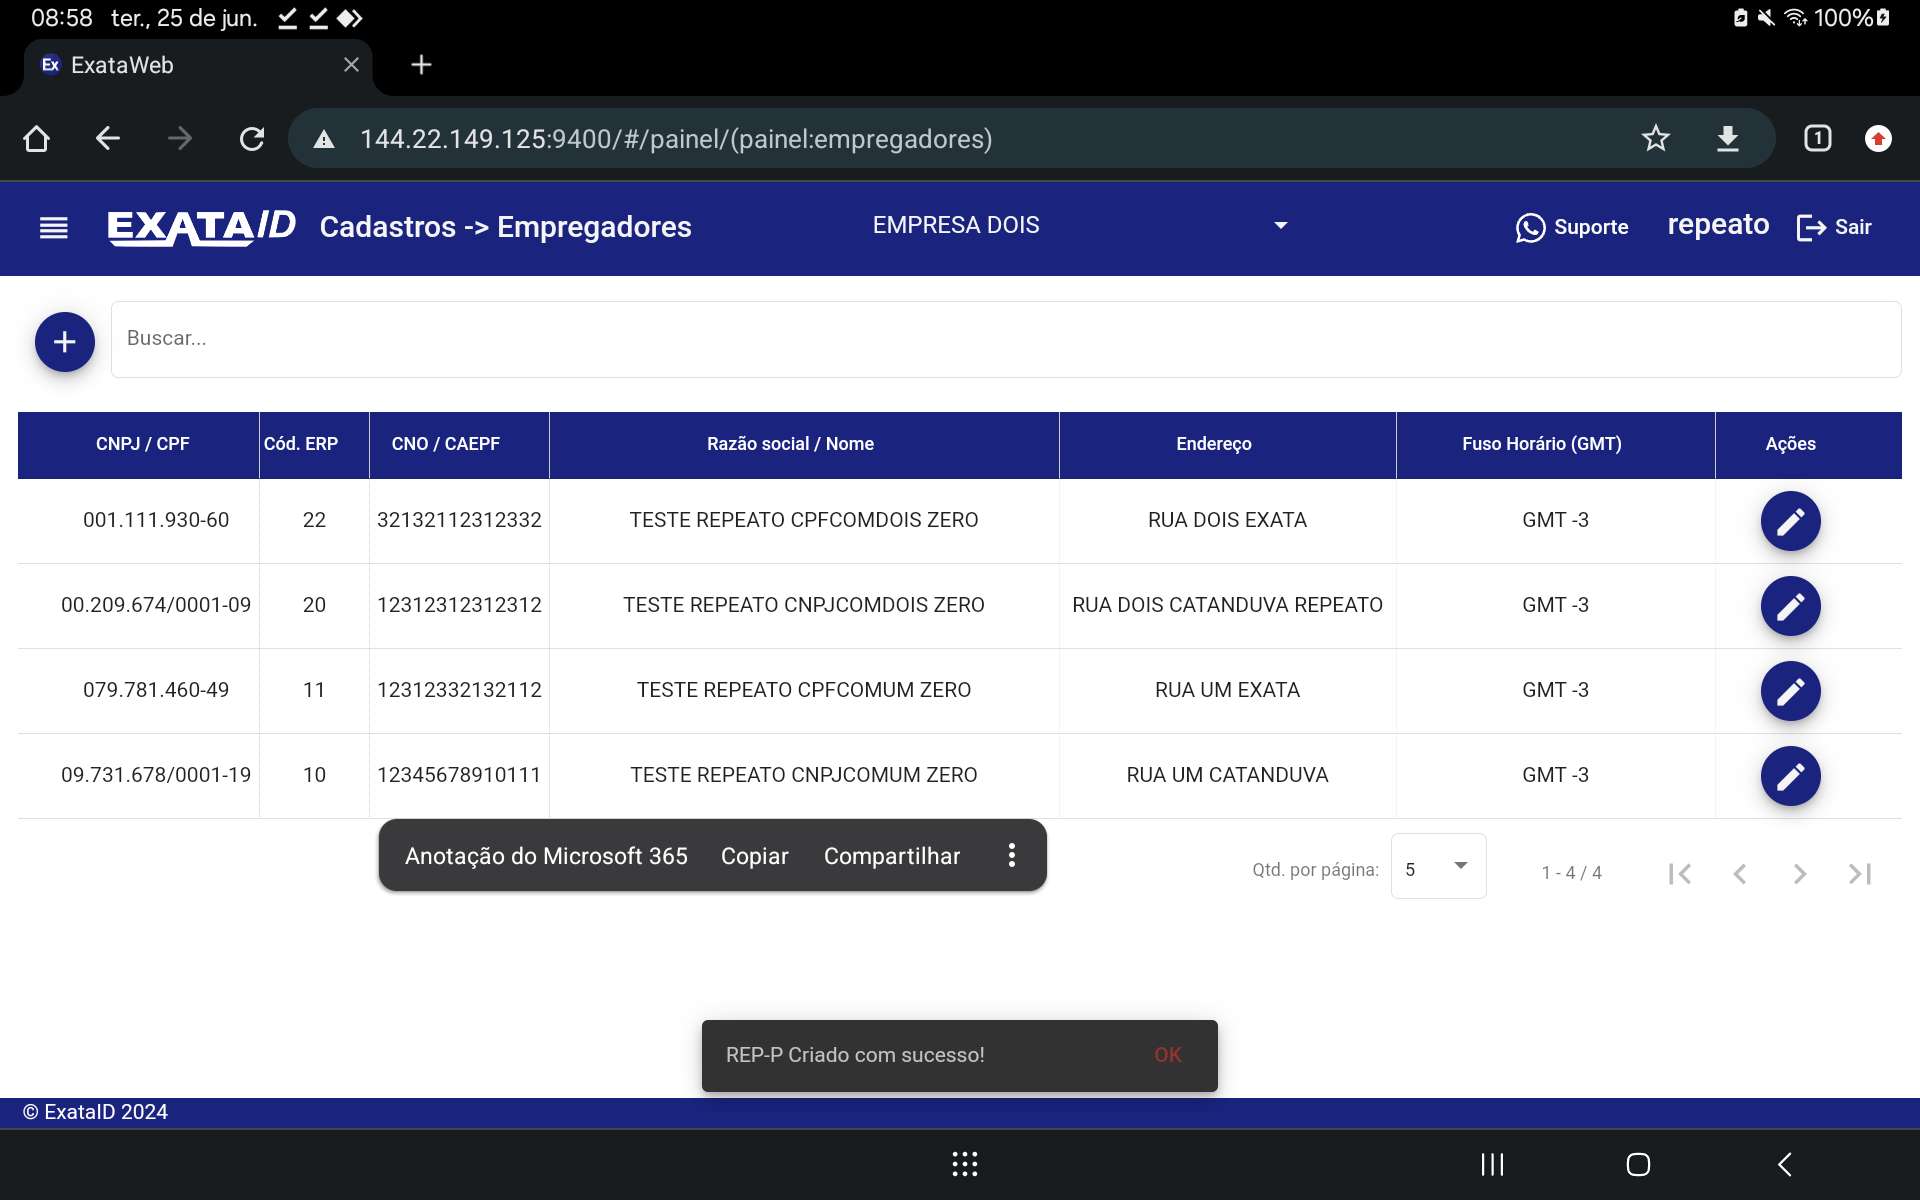 08:58 ter., 25 de jun. 100%
Ex ExataWeb
144.22.149.125:9400/#/painel/(painel:empregadores) 1
EXATAID Cadastros -> Empregadores EMPRESA DOIS Suporte repeato Sair
Buscar...
CNPJ / CPF Cód. ERP CNO / CAEPF Razão social / Nome Endereço Fuso Horário (GMT) Ações
001.111.930-60 22 32132112312332 TESTE REPEATO CPFCOMDOIS ZERO RUA DOIS EXATA GMT -3
00.209.674/0001-09 20 12312312312312 TESTE REPEATO CNPJCOMDOIS ZERO RUA DOIS CATANDUVA REPEATO GMT -3
079.781.460-49 11 12312332132112 TESTE REPEATO CPFCOMUM ZERO RUA UM EXATA GMT -3
09.731.678/0001-19 10 12345678910111 TESTE REPEATO CNPJCOMUM ZERO RUA UM CATANDUVA GMT -3
Anotação do Microsoft 365 Copiar Compartilhar
Qtd. por página: 5 1 - 4 / 4
REP-P Criado com sucesso! OK
© ExataID 2024